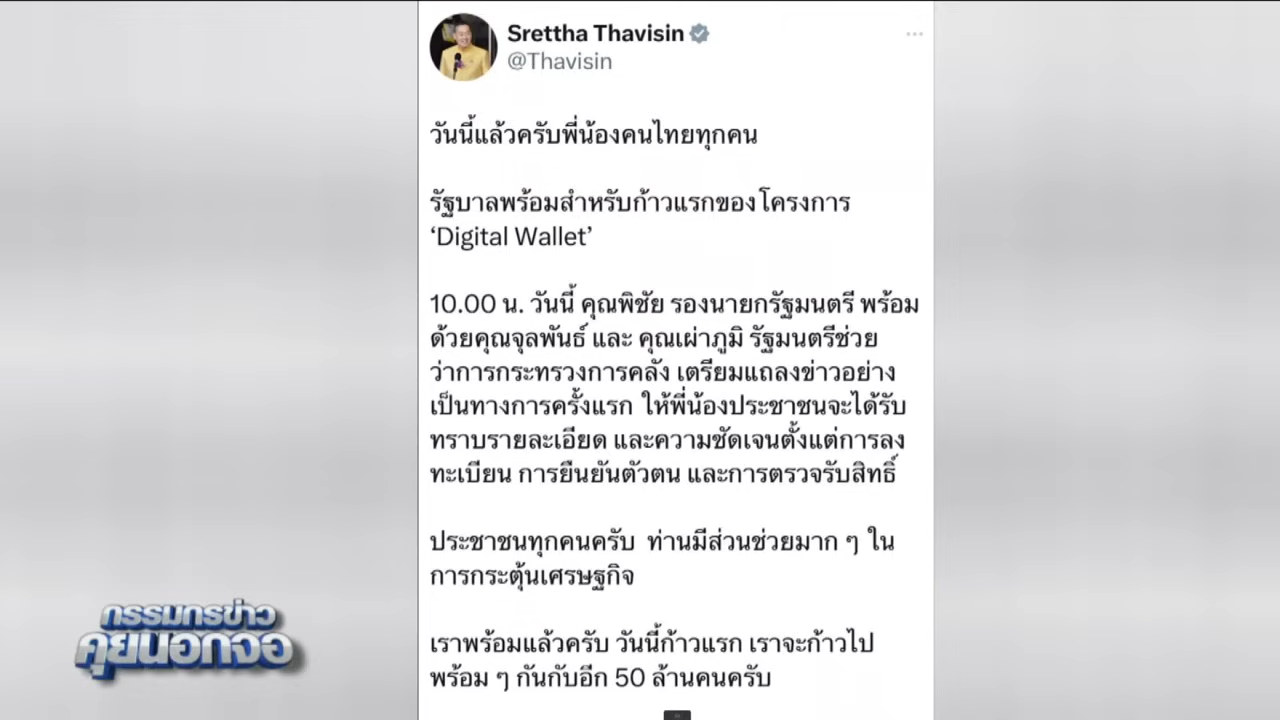 Srettha Thavisin
@Thavisin
วันนี้แล้วครับพี่น้องคนไทยทุกคน
รัฐบาลพร้อมสำหรับก้าวแรกของโครงการ
‘Digital Wallet’
10.00 น. วันนี้ คุณพิชัย รองนายกรัฐมนตรี พร้อม
ด้วยคุณจุลพันธ์ และ คุณเผ่าภูมิ รัฐมนตรีช่วย
ว่าการกระทรวงการคลัง เตรียมแถลงข่าวอย่าง
เป็นทางการครั้งแรก ให้พี่น้องประชาชนจะได้รับ
ทราบรายละเอียด และความชัดเจนตั้งแต่การลง
ทะเบียน การยืนยันตัวตน และการตรวจรับสิทธิ์
ประชาชนทุกคนครับ ท่านมีส่วนช่วยมาก ๆ ใน
การกระตุ้นเศรษฐกิจ
เราพร้อมแล้วครับ วันนี้ก้าวแรก เราจะก้าวไป
พร้อม ๆ กันกับอีก 50 ล้านคนครับ
กรรมกรข่าว
คุยนอกจอ